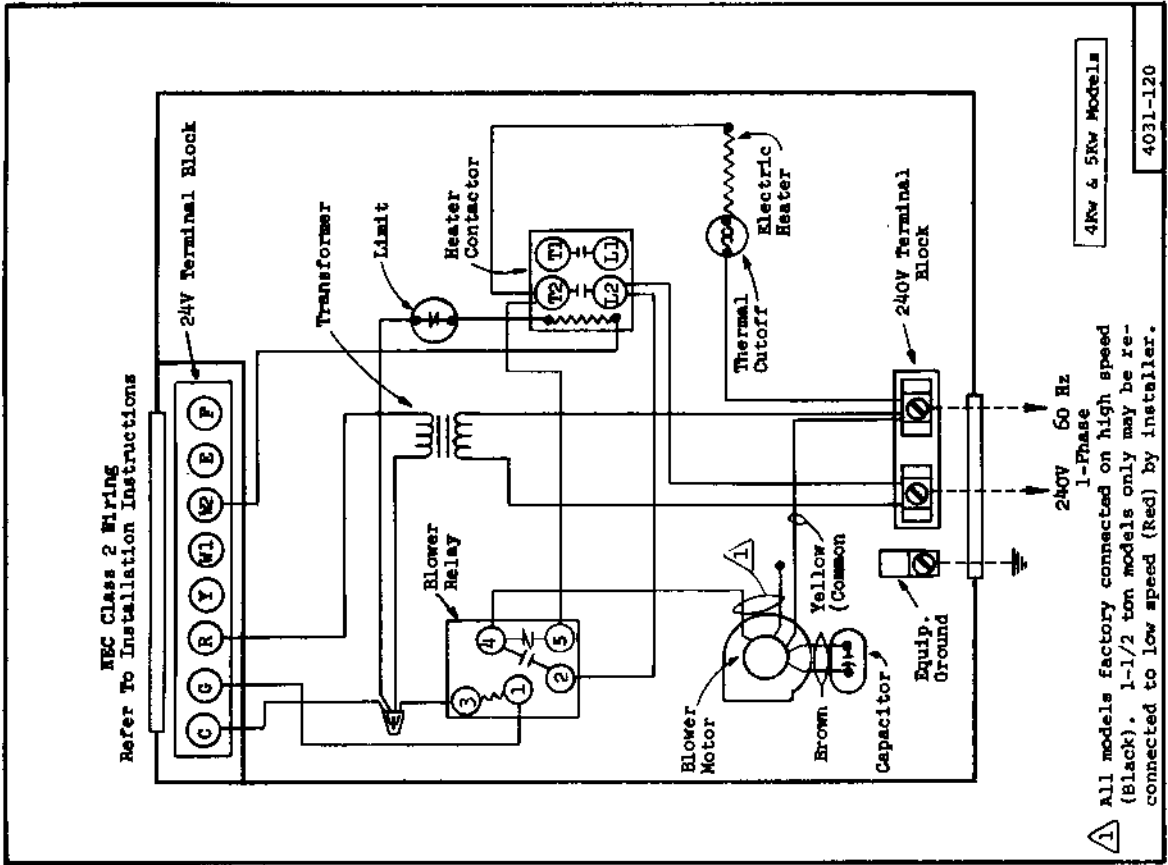 NEC Class 2 Wiring
Refer To Installation Instructions
24V Terminal Block
C
G
R
Y
W1
W2
E
F
Transformer
Limit
Heater
Contactor
T2
T1
L2
L1
Blower
Relay
3
1
4
2
5
Thermal
Cutoff
Electric
Heater
Blower
Motor
1
Yellow
(Common
Brown
Capacitor
Equip.
Ground
240V Terminal
Block
240V 60 Hz
1-Phase
1 All models factory connected on high speed
(Black). 1-1/2 ton models only may be re-
connected to low speed (Red) by installer.
4Kw & 5Kw Models
4031-120